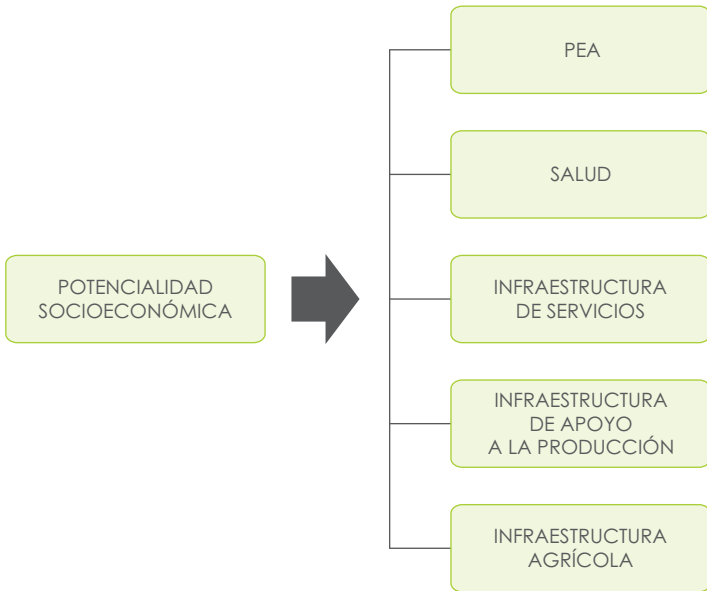 PEA
SALUD
POTENCIALIDAD
SOCIOECONÓMICA
INFRAESTRUCTURA
DE SERVICIOS
INFRAESTRUCTURA
DE APOYO
A LA PRODUCCIÓN
INFRAESTRUCTURA
AGRÍCOLA